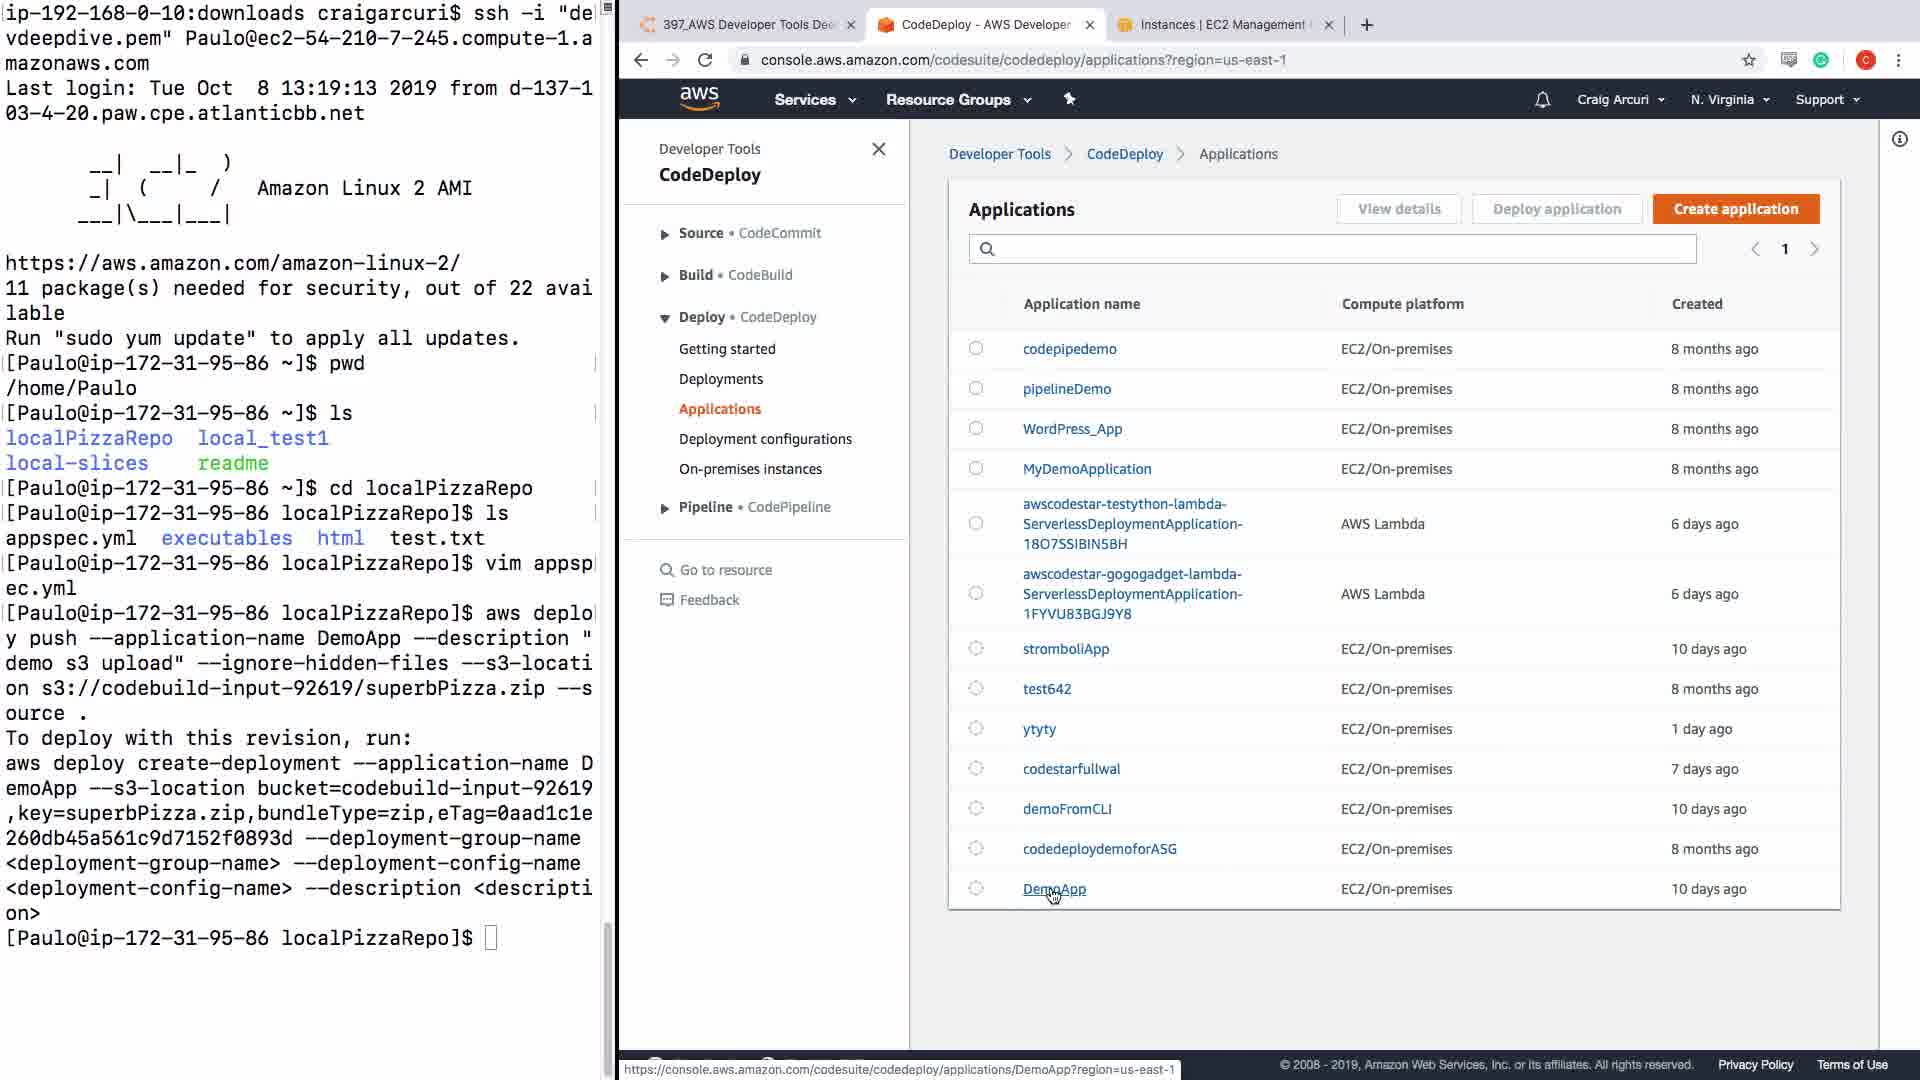 ip-192-168-0-10:downloads craigarcuri$ ssh -i "de
vdeepdive.pem" Paulo@ec2-54-210-7-245.compute-1.a
mazonaws.com
Last login: Tue Oct  8 13:19:13 2019 from d-137-1
03-4-20.paw.cpe.atlanticbb.net
__|  __|_  )
_|  (     /   Amazon Linux 2 AMI
___|\___|___|
https://aws.amazon.com/amazon-linux-2/
11 package(s) needed for security, out of 22 avai
lable
Run "sudo yum update" to apply all updates.
[Paulo@ip-172-31-95-86 ~]$ pwd
/home/Paulo
[Paulo@ip-172-31-95-86 ~]$ ls
localPizzaRepo  local_test1
local-slices    readme
[Paulo@ip-172-31-95-86 ~]$ cd localPizzaRepo
[Paulo@ip-172-31-95-86 localPizzaRepo]$ ls
appspec.yml  executables  html  test.txt
[Paulo@ip-172-31-95-86 localPizzaRepo]$ vim appsp
ec.yml
[Paulo@ip-172-31-95-86 localPizzaRepo]$ aws deplo
y push --application-name DemoApp --description "
demo s3 upload" --ignore-hidden-files --s3-locati
on s3://codebuild-input-92619/superbPizza.zip --s
ource .
To deploy with this revision, run:
aws deploy create-deployment --application-name D
emoApp --s3-location bucket=codebuild-input-92619
,key=superbPizza.zip,bundleType=zip,eTag=0aad1c1e
260db45a561c9d7152f0893d --deployment-group-name
<deployment-group-name> --deployment-config-name
<deployment-config-name> --description <descripti
on>
[Paulo@ip-172-31-95-86 localPizzaRepo]$
397_AWS Developer Tools Dee
CodeDeploy - AWS Developer
Instances | EC2 Management
console.aws.amazon.com/codesuite/codedeploy/applications?region=us-east-1
C
aws
Services
Resource Groups
Craig Arcuri
N. Virginia
Support
Developer Tools
CodeDeploy
Source • CodeCommit
Build • CodeBuild
Deploy • CodeDeploy
Getting started
Deployments
Applications
Deployment configurations
On-premises instances
Pipeline • CodePipeline
Go to resource
Feedback
Developer Tools > CodeDeploy > Applications
Applications
View details
Deploy application
Create application
1
Application name Compute platform Created
codepipedemo EC2/On-premises 8 months ago
pipelineDemo EC2/On-premises 8 months ago
WordPress_App EC2/On-premises 8 months ago
MyDemoApplication EC2/On-premises 8 months ago
awscodestar-testython-lambda-
ServerlessDeploymentApplication- AWS Lambda 6 days ago
18O7SSIBIN5BH
awscodestar-gogogadget-lambda-
ServerlessDeploymentApplication- AWS Lambda 6 days ago
1FYVU83BGJ9Y8
stromboliApp EC2/On-premises 10 days ago
test642 EC2/On-premises 8 months ago
ytyty EC2/On-premises 1 day ago
codestarfullwal EC2/On-premises 7 days ago
demoFromCLI EC2/On-premises 10 days ago
codedeploydemoforASG EC2/On-premises 8 months ago
DemoApp EC2/On-premises 10 days ago
© 2008 - 2019, Amazon Web Services, Inc. or its affiliates. All rights reserved.
Privacy Policy
Terms of Use
https://console.aws.amazon.com/codesuite/codedeploy/applications/DemoApp?region=us-east-1